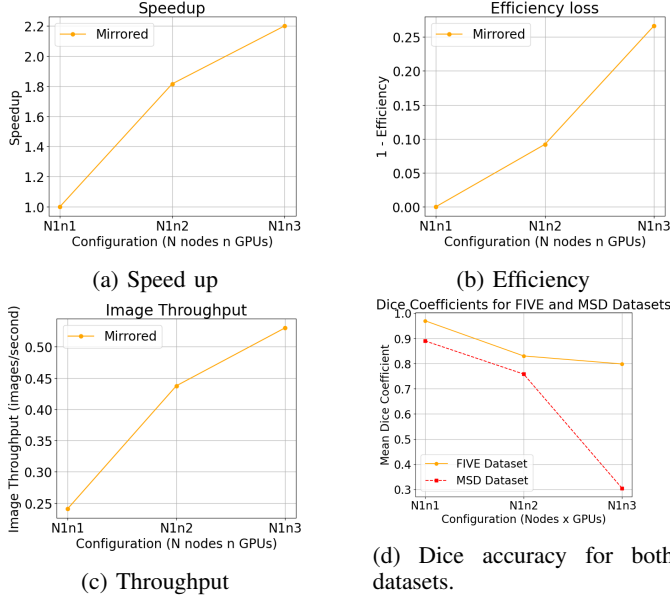 Speedup
Mirrored
2.2
2.0
1.8
1.6
1.4
1.2
1.0
Speedup
N1n1 N1n2 N1n3
Configuration (N nodes n GPUs)
(a) Speed up
Efficiency loss
Mirrored
0.25
0.20
0.15
0.10
0.05
0.00
1 - Efficiency
N1n1 N1n2 N1n3
Configuration (N nodes n GPUs)
(b) Efficiency
Image Throughput
Mirrored
0.50
0.45
0.40
0.35
0.30
0.25
Image Throughput (images/second)
N1n1 N1n2 N1n3
Configuration (N nodes n GPUs)
(c) Throughput
Dice Coefficients for FIVE and MSD Datasets
1.0
0.9
0.8
0.7
0.6
0.5
0.4
0.3
Mean Dice Coefficient
FIVE Dataset
MSD Dataset
N1n1 N1n2 N1n3
Configuration (Nodes x GPUs)
(d) Dice accuracy for both
datasets.